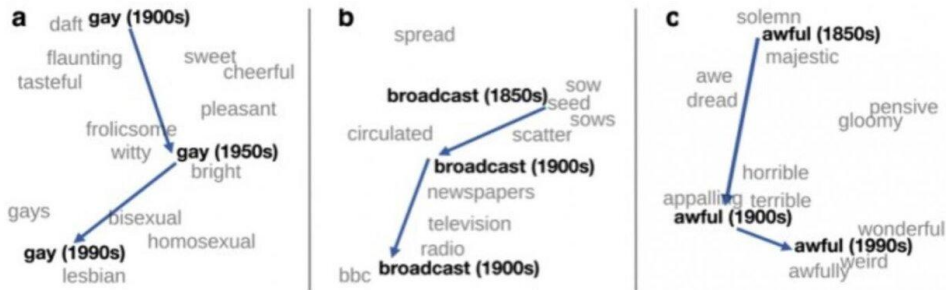 a
daft gay (1900s)
flaunting sweet
tasteful cheerful
pleasant
frolicsome
witty gay (1950s)
bright
gays bisexual
homosexual
gay (1990s)
lesbian
b
spread
broadcast (1850s) sow
seed
sows
circulated scatter
broadcast (1900s)
newspapers
television
radio
bbc broadcast (1900s)
c
solemn
awful (1850s)
majestic
awe
dread pensive
gloomy
horrible
appalling terrible
awful (1900s)
wonderful
awful (1990s)
weird
awfully